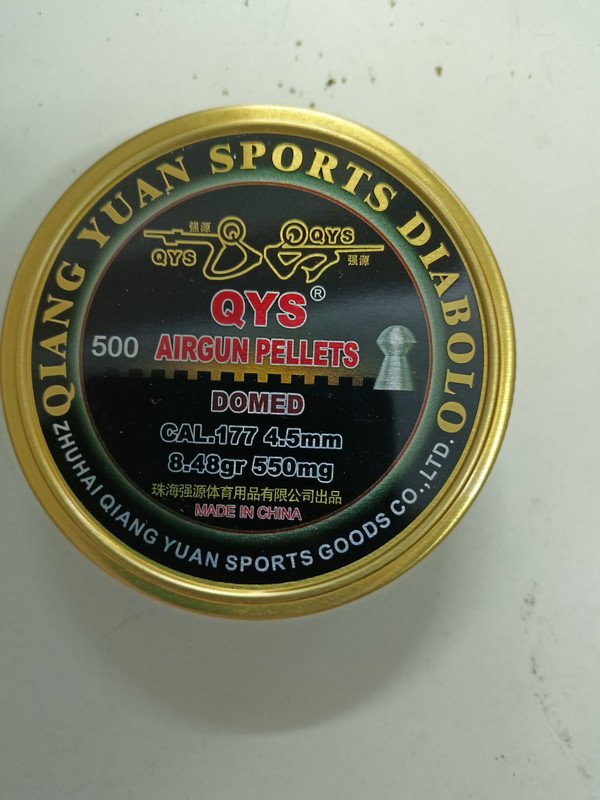 QIANG YUAN SPORTS DIABOLO
强源
QYS
QYS
强源
QYS®
500
AIRGUN PELLETS
DOMED
CAL.177 4.5mm
8.48gr 550mg
珠海强源体育用品有限公司出品
MADE IN CHINA
ZHUHAI QIANG YUAN SPORTS GOODS CO.,LTD.